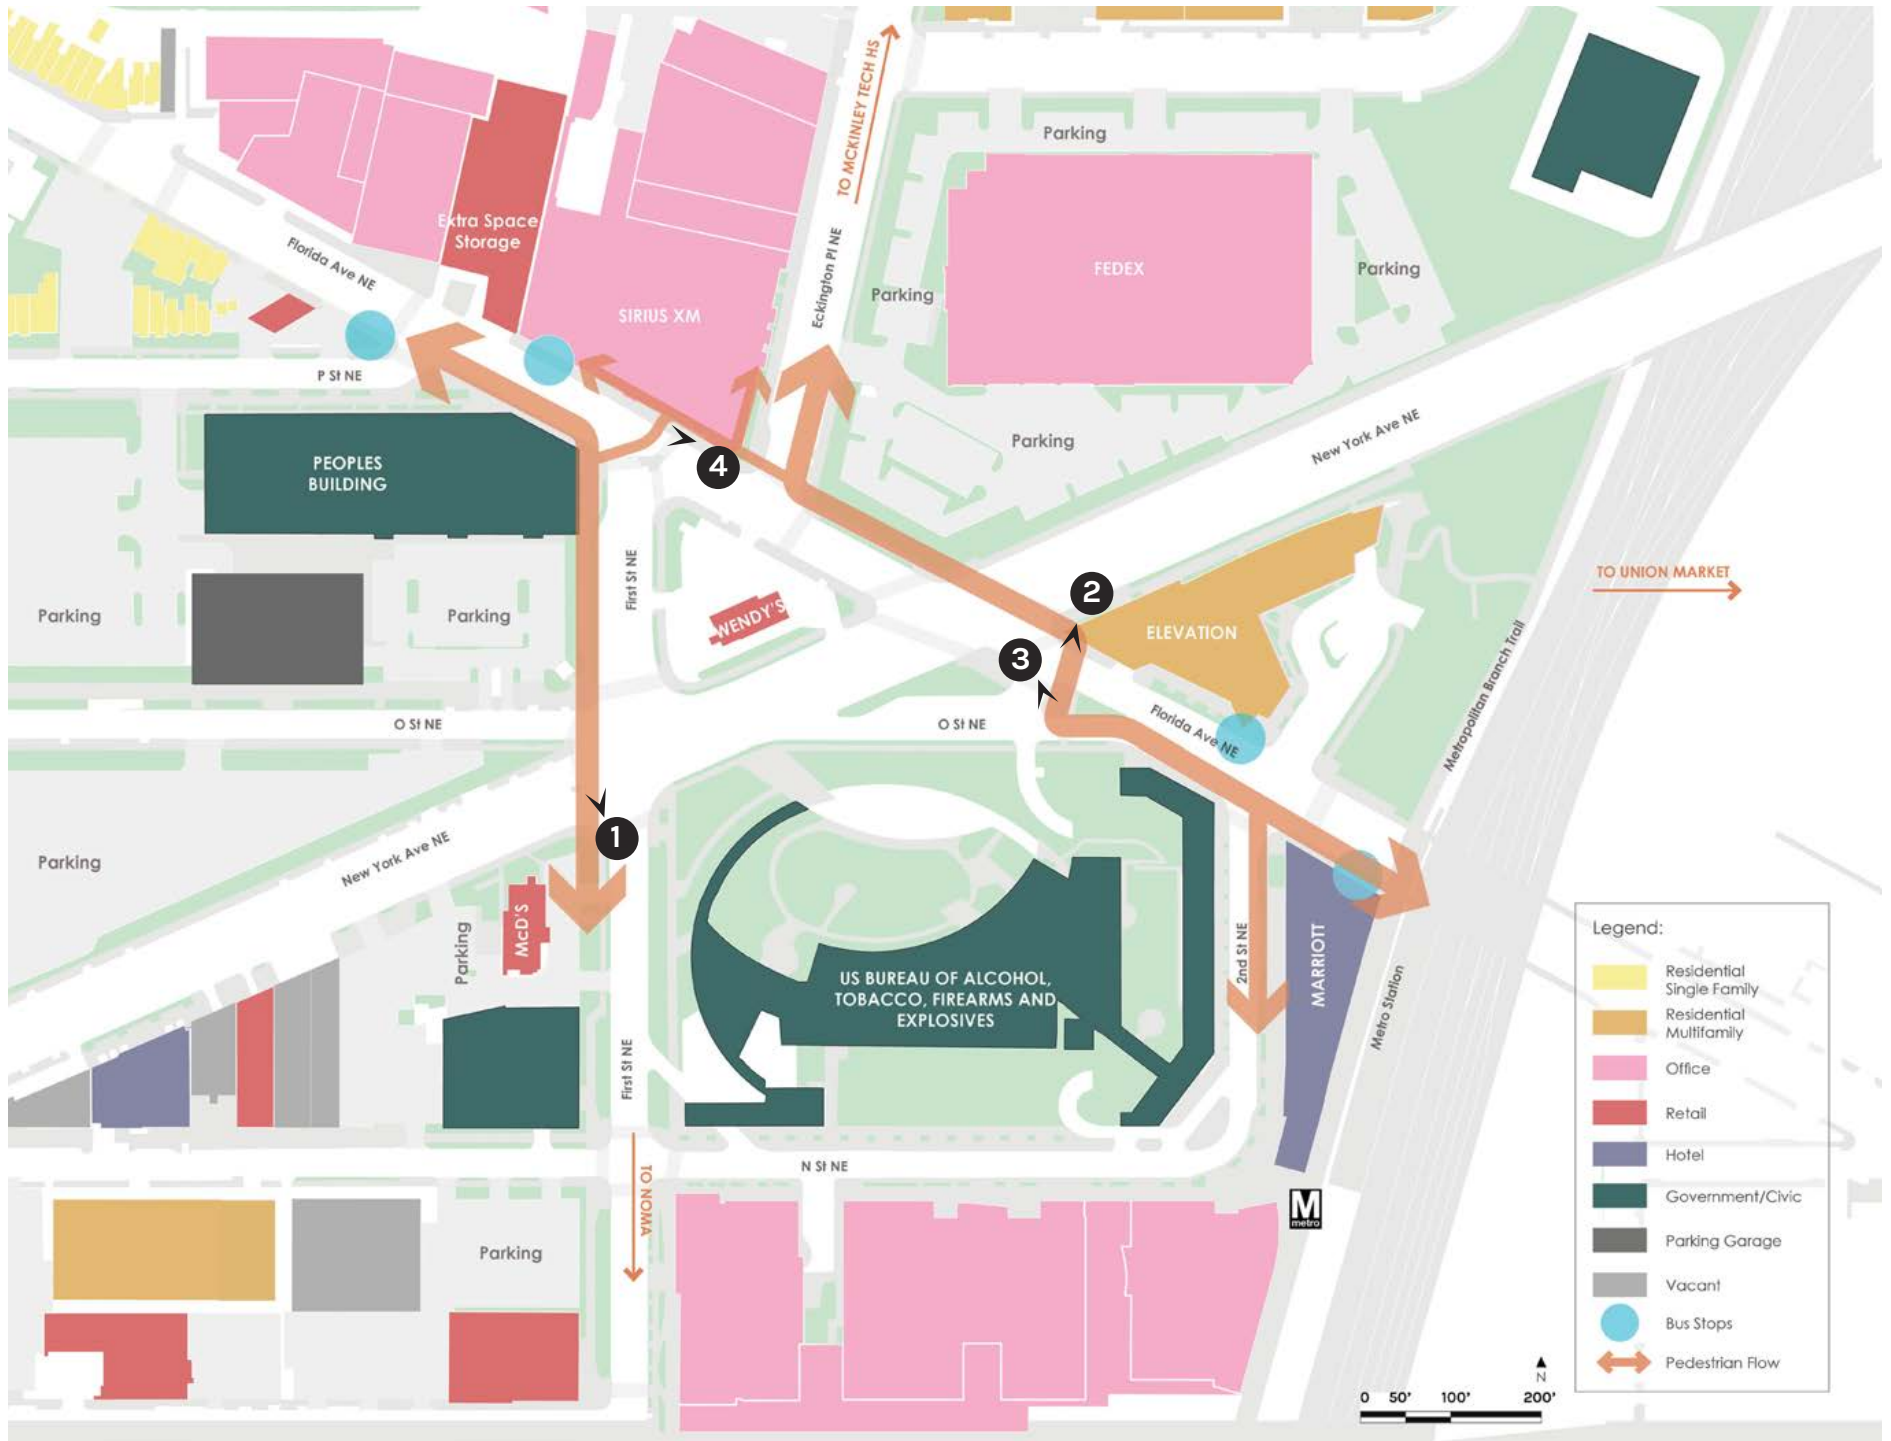 TO MCKINLEY TECH HS
Parking
Extra Space
Storage
Florida Ave NE
SIRIUS XM
Eckington Pl NE
Parking
FEDEX
Parking
P St NE
PEOPLES
BUILDING
4
Parking
New York Ave NE
First St NE
WENDY'S
2
ELEVATION
TO UNION MARKET
Parking
Parking
3
Metropolitan Branch Trail
O St NE
O St NE
Florida Ave NE
1
Parking
New York Ave NE
McD'S
Parking
US BUREAU OF ALCOHOL,
TOBACCO, FIREARMS AND
EXPLOSIVES
2nd St NE
MARRIOTT
Metro Station
First St NE
N St NE
TO NOMA
M
metro
Parking
Legend:
Residential
Single Family
Residential
Multifamily
Office
Retail
Hotel
Government/Civic
Parking Garage
Vacant
Bus Stops
Pedestrian Flow
N
0 50' 100' 200'